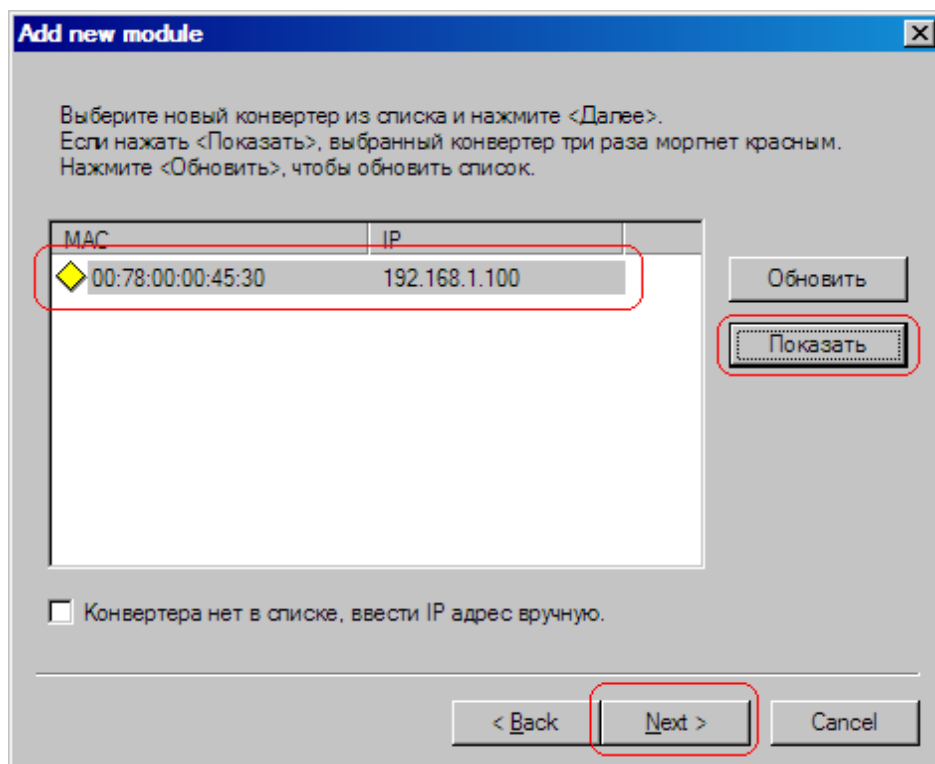 Add new module
Выберите новый конвертер из списка и нажмите <Далее>.
Если нажать <Показать>, выбранный конвертер три раза моргнет красным.
Нажмите <Обновить>, чтобы обновить список.
MAC IP
00:78:00:00:45:30 192.168.1.100
Обновить
Показать
Конвертера нет в списке, ввести IP адрес вручную.
< Back Next > Cancel